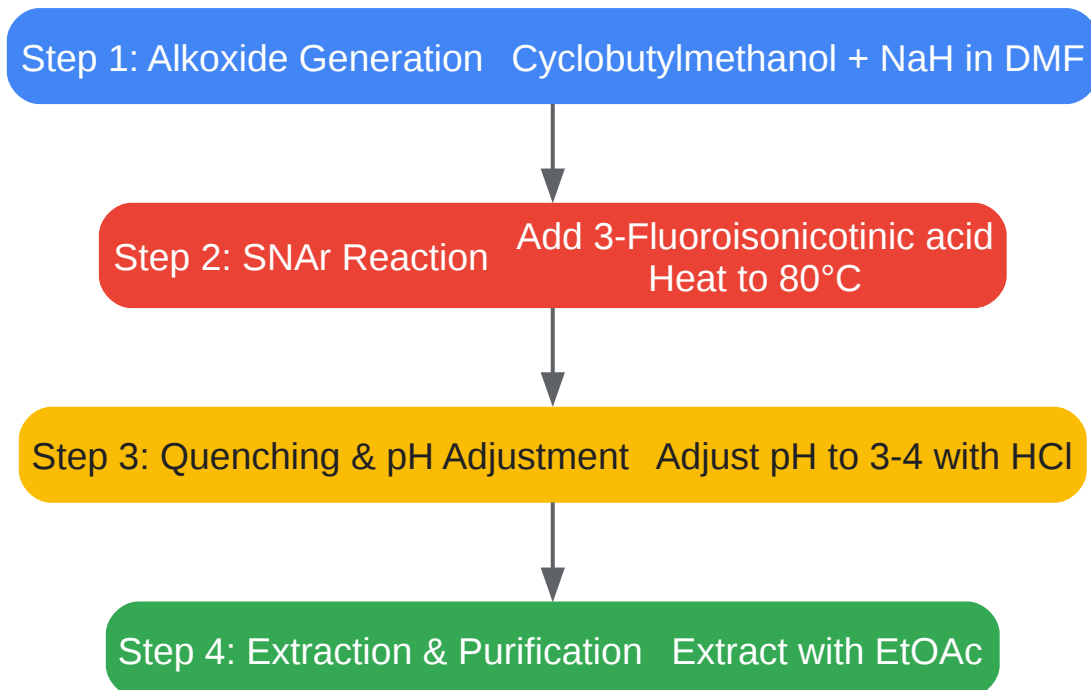 Step 1: Alkoxide Generation Cyclobutylmethanol + NaH in DMF
Step 2: SNAr Reaction
Add 3-Fluoroisonicotinic acid
Heat to 80°C
Step 3: Quenching & pH Adjustment Adjust pH to 3-4 with HCl
Step 4: Extraction & Purification Extract with EtOAc